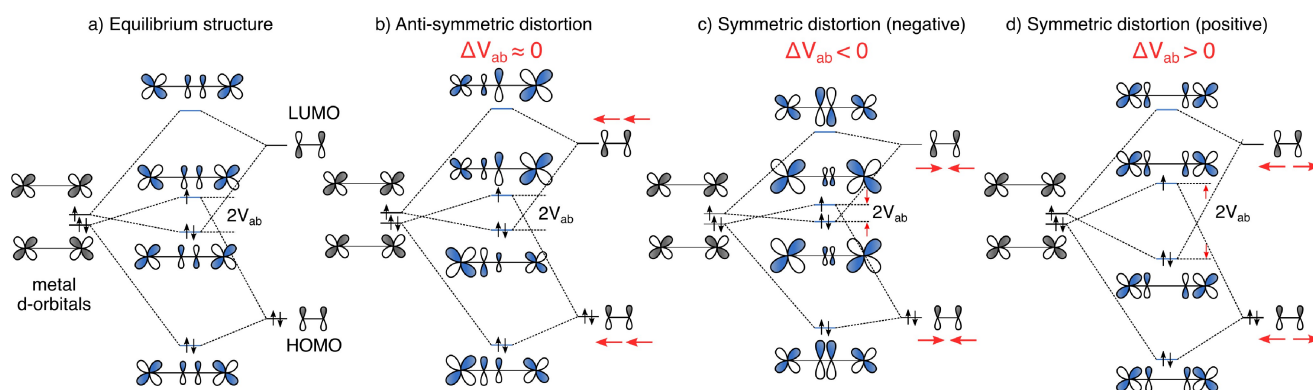 a) Equilibrium structure
b) Anti-symmetric distortion
ΔV_ab ≈ 0
c) Symmetric distortion (negative)
ΔV_ab < 0
d) Symmetric distortion (positive)
ΔV_ab > 0
LUMO
2V_ab
metal
d-orbitals
HOMO
2V_ab
2V_ab
2V_ab